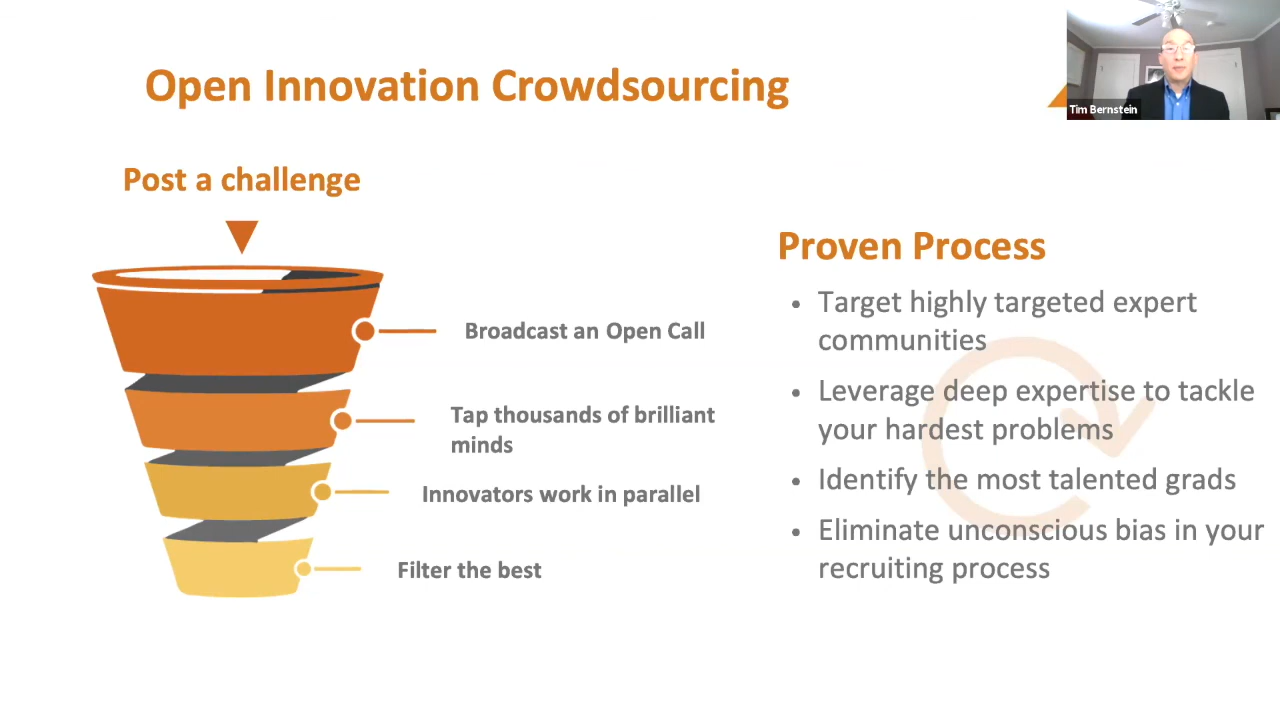 Open Innovation Crowdsourcing
Tim Bernstein
Post a challenge
Broadcast an Open Call
Tap thousands of brilliant
minds
Innovators work in parallel
Filter the best
Proven Process
• Target highly targeted expert
communities
• Leverage deep expertise to tackle
your hardest problems
• Identify the most talented grads
• Eliminate unconscious bias in your
recruiting process